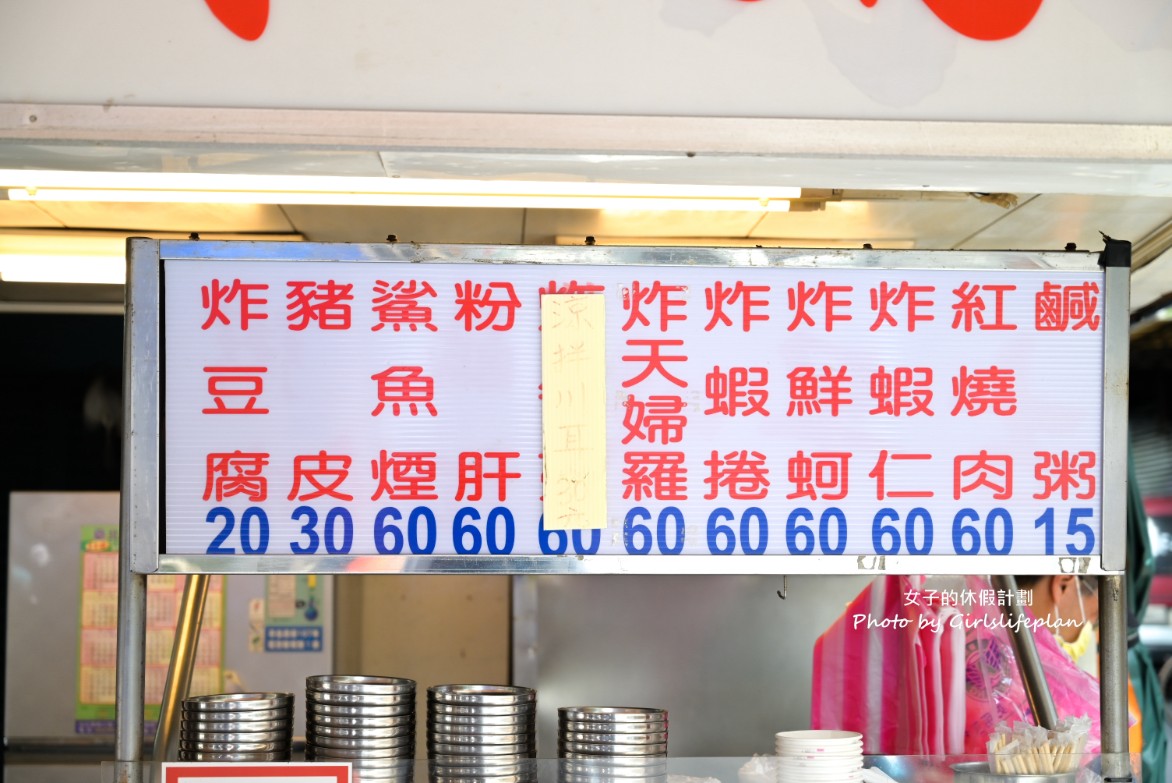 炸豆腐 20
豬皮 30
鯊魚煙 60
粉肝 60
涼拌川耳
60
炸天婦羅 60
炸蝦捲 60
炸鮮蚵 60
炸蝦仁 60
紅燒肉 60
鹹粥 15
女子的休假計劃
Photo by Girlslifeplan